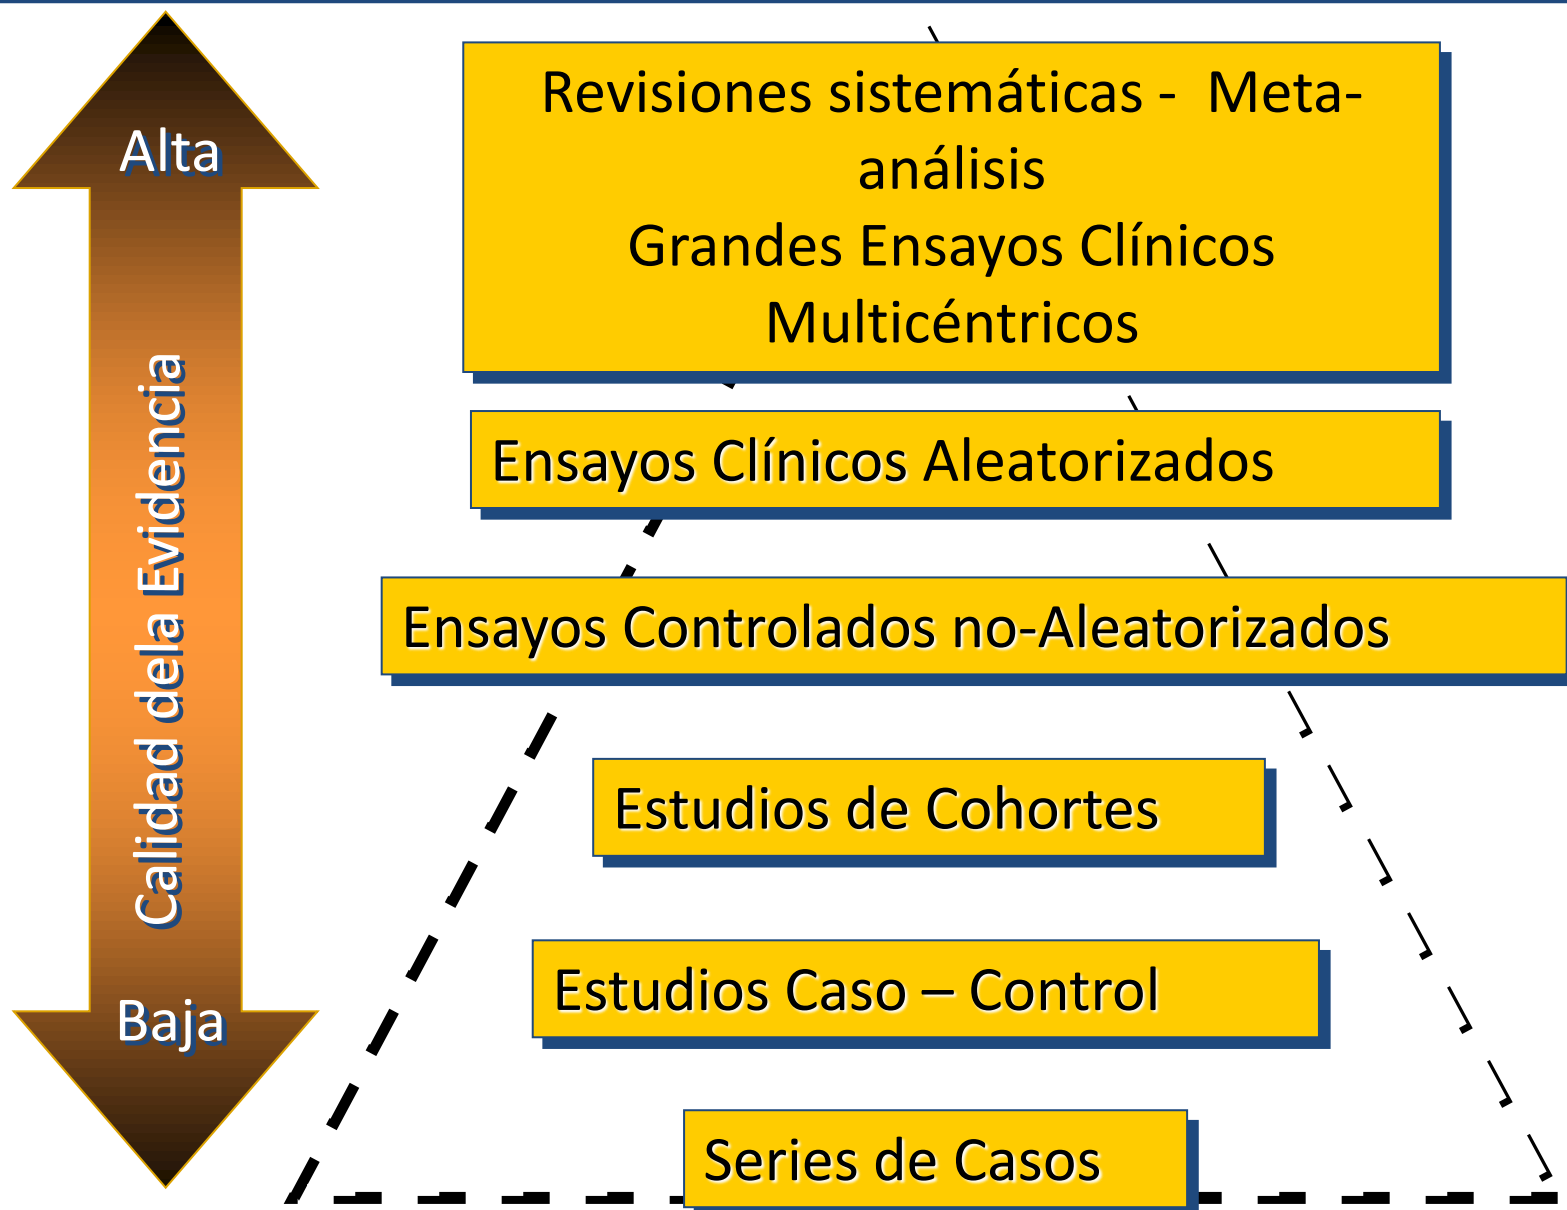 Alta
Calidad dela Evidencia
Baja
Revisiones sistemáticas -  Meta-
análisis
Grandes Ensayos Clínicos
Multicéntricos
Ensayos Clínicos Aleatorizados
Ensayos Controlados no-Aleatorizados
Estudios de Cohortes
Estudios Caso – Control
Series de Casos